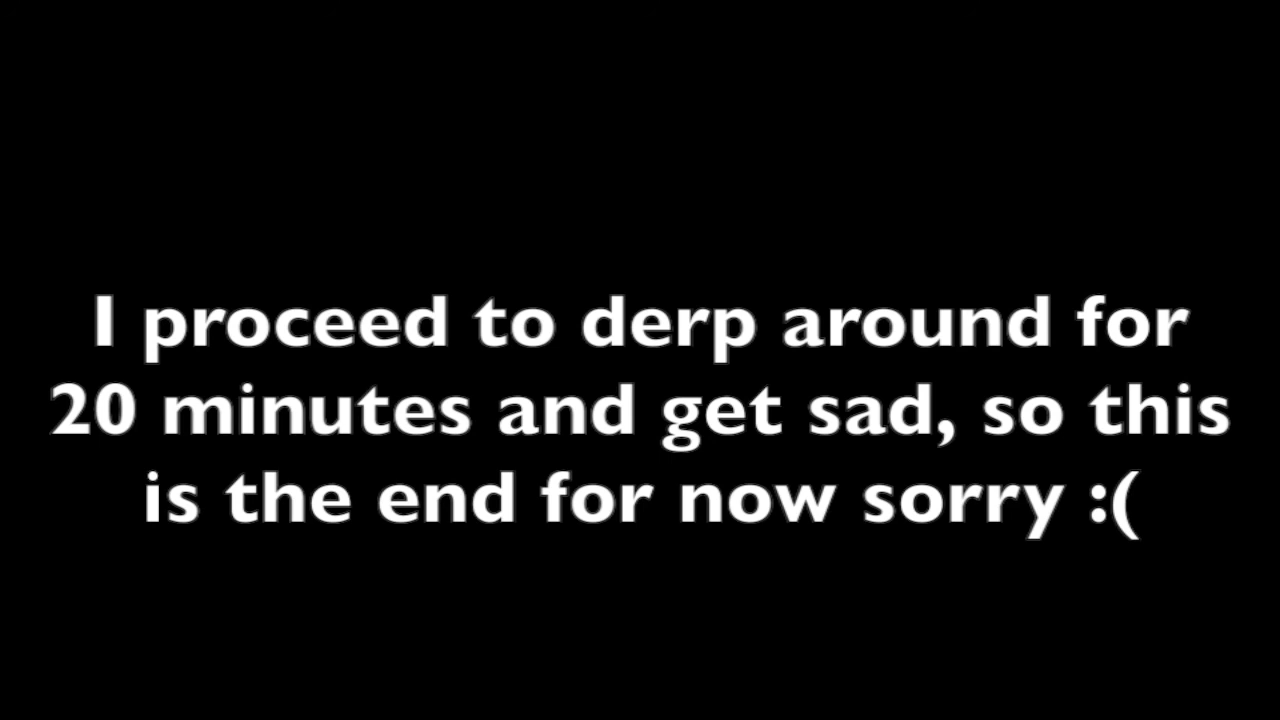 I proceed to derp around for
20 minutes and get sad, so this
is the end for now sorry :(